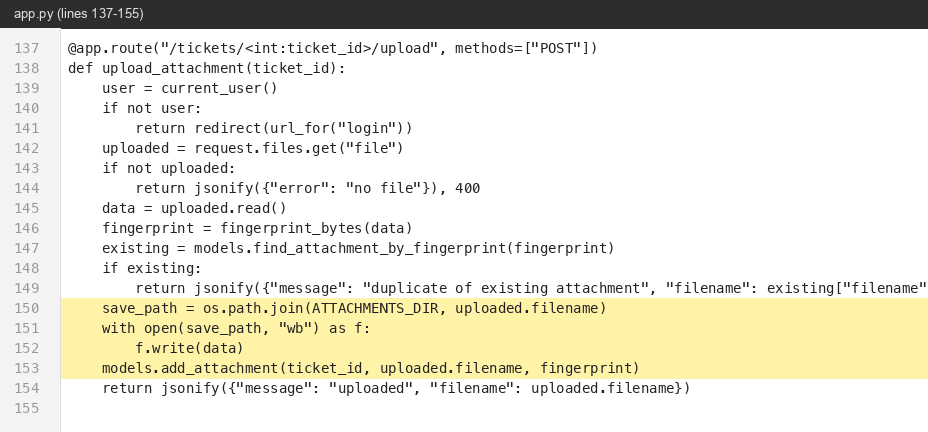 app.py (lines 137-155)
137 @app.route("/tickets/<int:ticket_id>/upload", methods=["POST"])
138 def upload_attachment(ticket_id):
139     user = current_user()
140     if not user:
141         return redirect(url_for("login"))
142     uploaded = request.files.get("file")
143     if not uploaded:
144         return jsonify({"error": "no file"}), 400
145     data = uploaded.read()
146     fingerprint = fingerprint_bytes(data)
147     existing = models.find_attachment_by_fingerprint(fingerprint)
148     if existing:
149         return jsonify({"message": "duplicate of existing attachment", "filename": existing["filename"
150     save_path = os.path.join(ATTACHMENTS_DIR, uploaded.filename)
151     with open(save_path, "wb") as f:
152         f.write(data)
153     models.add_attachment(ticket_id, uploaded.filename, fingerprint)
154     return jsonify({"message": "uploaded", "filename": uploaded.filename})
155